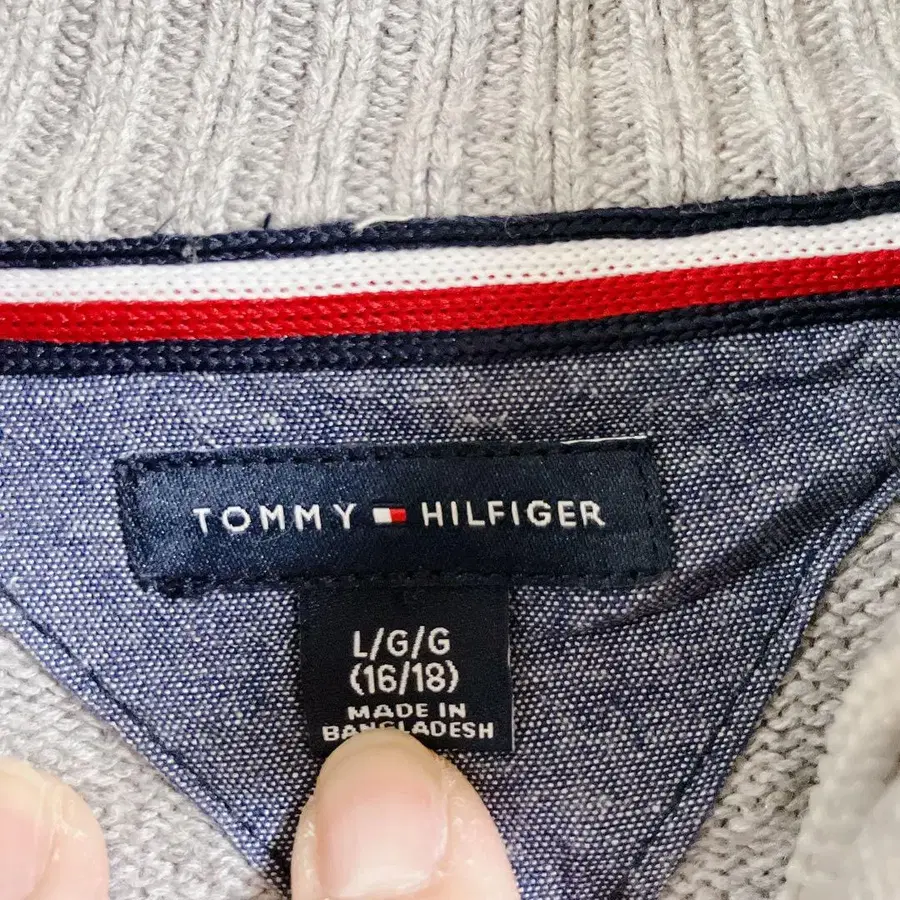 TOMMY HILFIGER
L/G/G
(16/18)
MADE IN
BANGLADESH